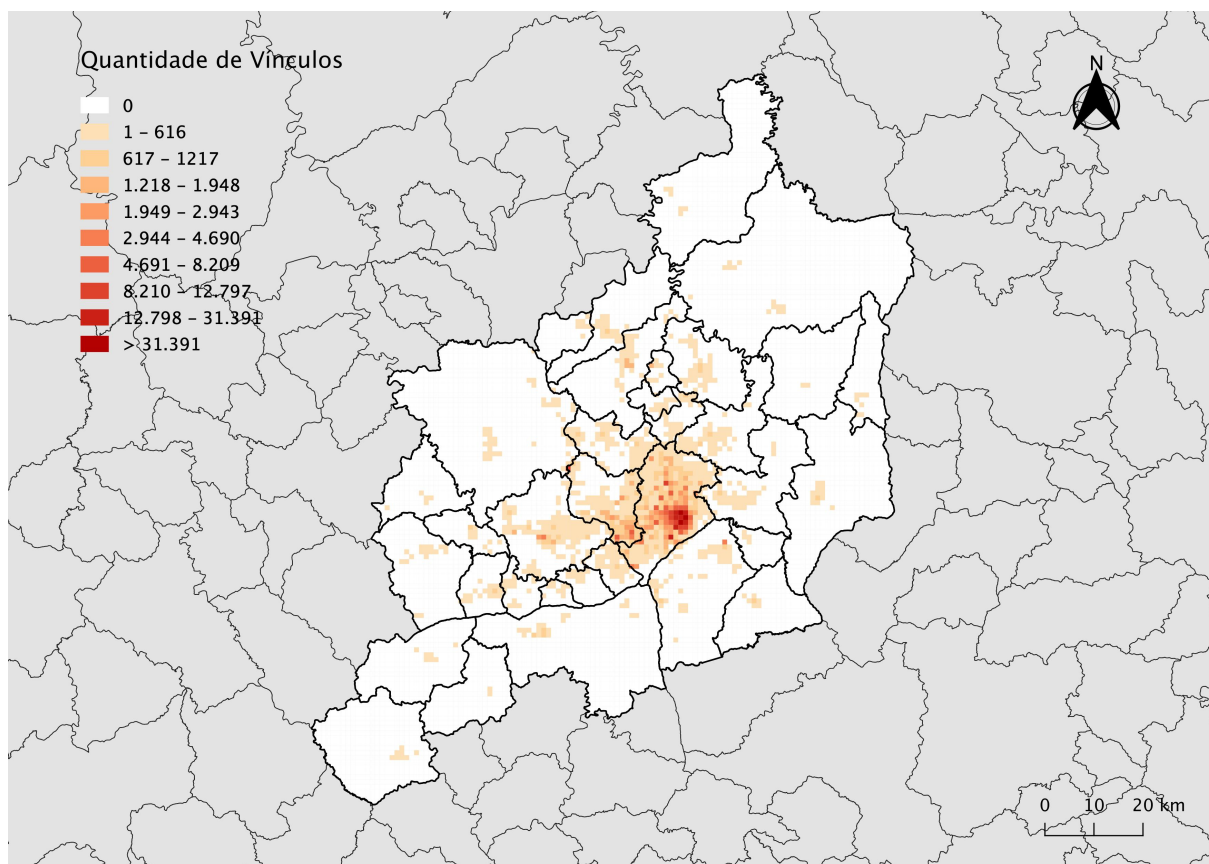 Quantidade de Vínculos
0
1 – 616
617 – 1217
1.218 – 1.948
1.949 – 2.943
2.944 – 4.690
4.691 – 8.209
8.210 – 12.797
12.798 – 31.391
> 31.391
N
0 10 20 km